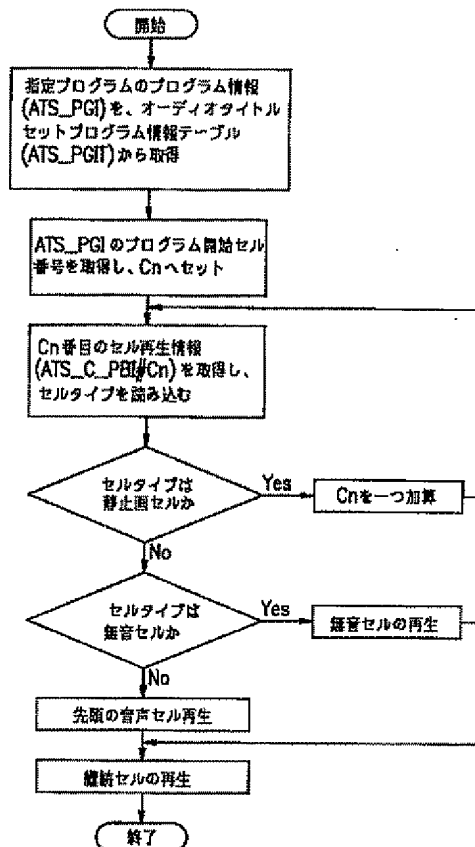 開始
指定プログラムのプログラム情報
(ATS_PGI)を、オーディオタイトル
セットプログラム情報テーブル
(ATS_PGIT)から取得
ATS_PGIのプログラム開始セル
番号を取得し、Cnへセット
Cn番目のセル再生情報
(ATS_C_PBI#Cn)を取得し、
セルタイプを読み込む
セルタイプは
静止画セルか
Yes
Cnを一つ加算
No
セルタイプは
無音セルか
Yes
無音セルの再生
No
先頭の音声セル再生
継続セルの再生
終了